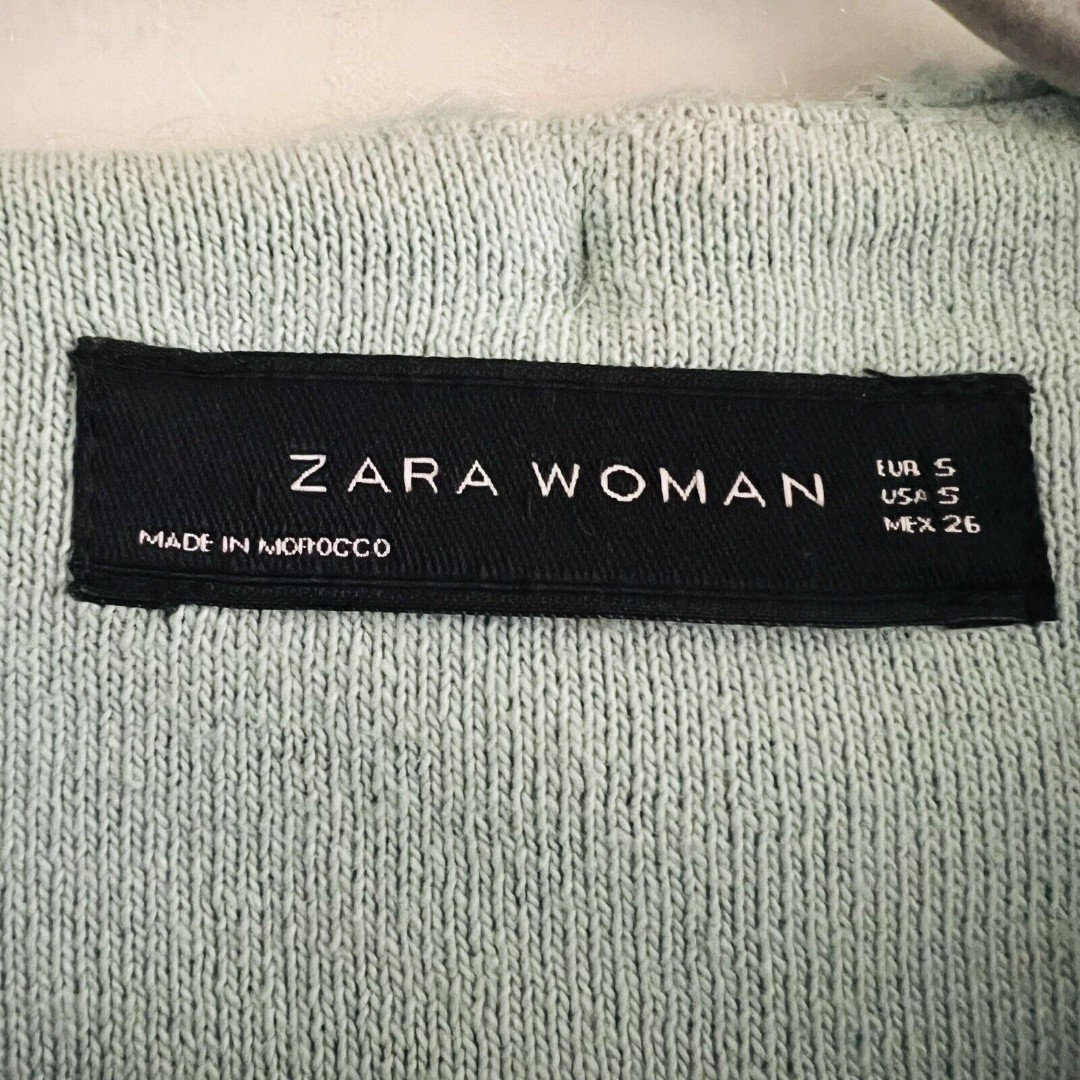 ZARA WOMAN
EUR S
USA S
MEX 26
MADE IN MOROCCO